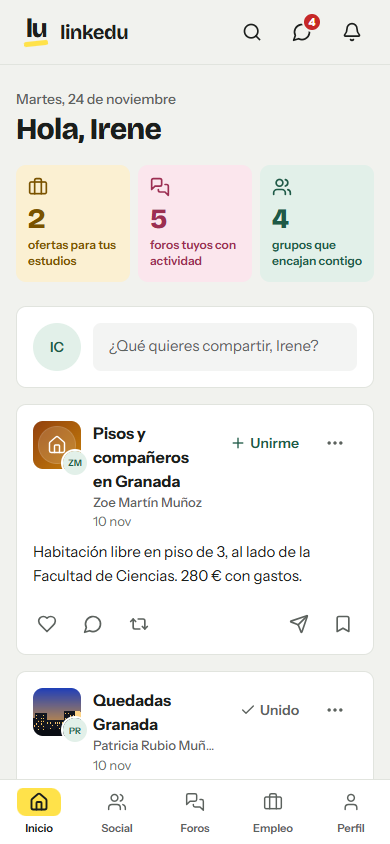 lu linkedu
4
Martes, 24 de noviembre
Hola, Irene
2
ofertas para tus
estudios
5
foros tuyos con
actividad
4
grupos que
encajan contigo
IC
¿Qué quieres compartir, Irene?
Pisos y
compañeros
en Granada
Unirme
ZM
Zoe Martín Muñoz
10 nov
Habitación libre en piso de 3, al lado de la
Facultad de Ciencias. 280 € con gastos.
Quedadas
Granada
Unido
PR
Patricia Rubio Muñ...
10 nov
Inicio
Social
Foros
Empleo
Perfil